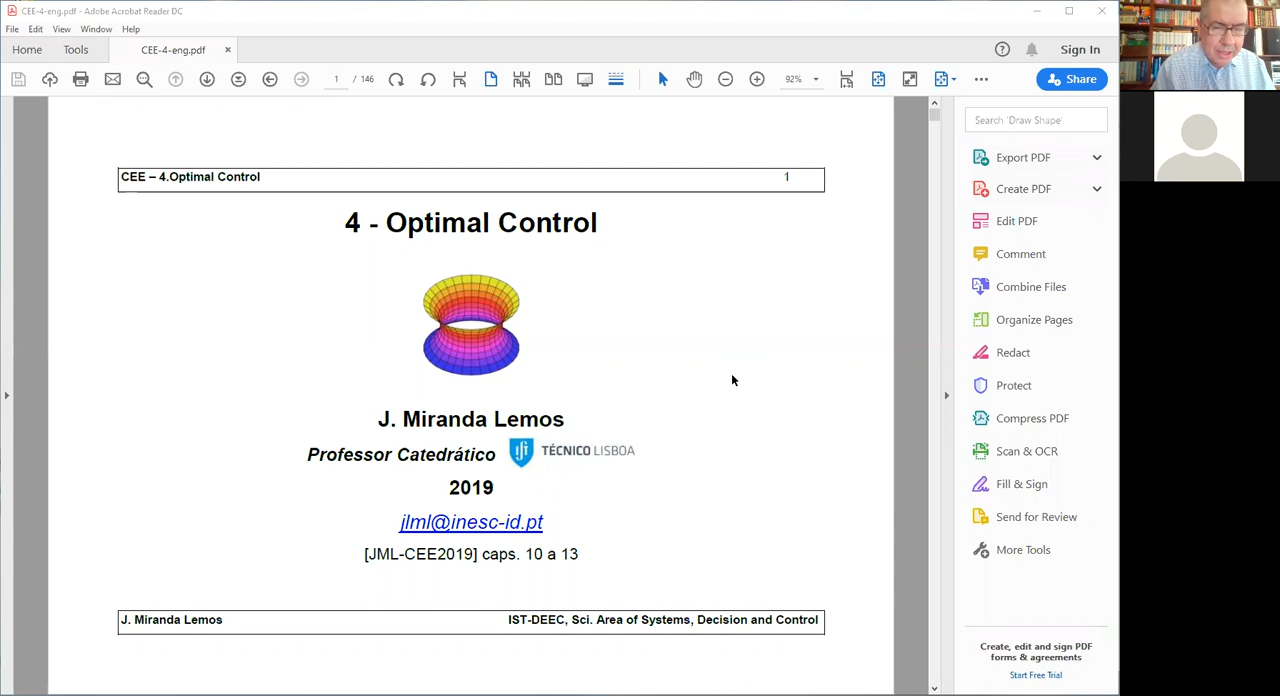 CEE-4-eng.pdf - Adobe Acrobat Reader DC
File Edit View Window Help
Home Tools CEE-4-eng.pdf × Sign In
1 / 146 92% Share
Search 'Draw Shape'
Export PDF
Create PDF
Edit PDF
Comment
Combine Files
Organize Pages
Redact
Protect
Compress PDF
Scan & OCR
Fill & Sign
Send for Review
More Tools
Create, edit and sign PDF
forms & agreements
Start Free Trial
CEE – 4.Optimal Control 1
4 - Optimal Control
J. Miranda Lemos
Professor Catedrático TÉCNICO LISBOA
2019
jlml@inesc-id.pt
[JML-CEE2019] caps. 10 a 13
J. Miranda Lemos IST-DEEC, Sci. Area of Systems, Decision and Control